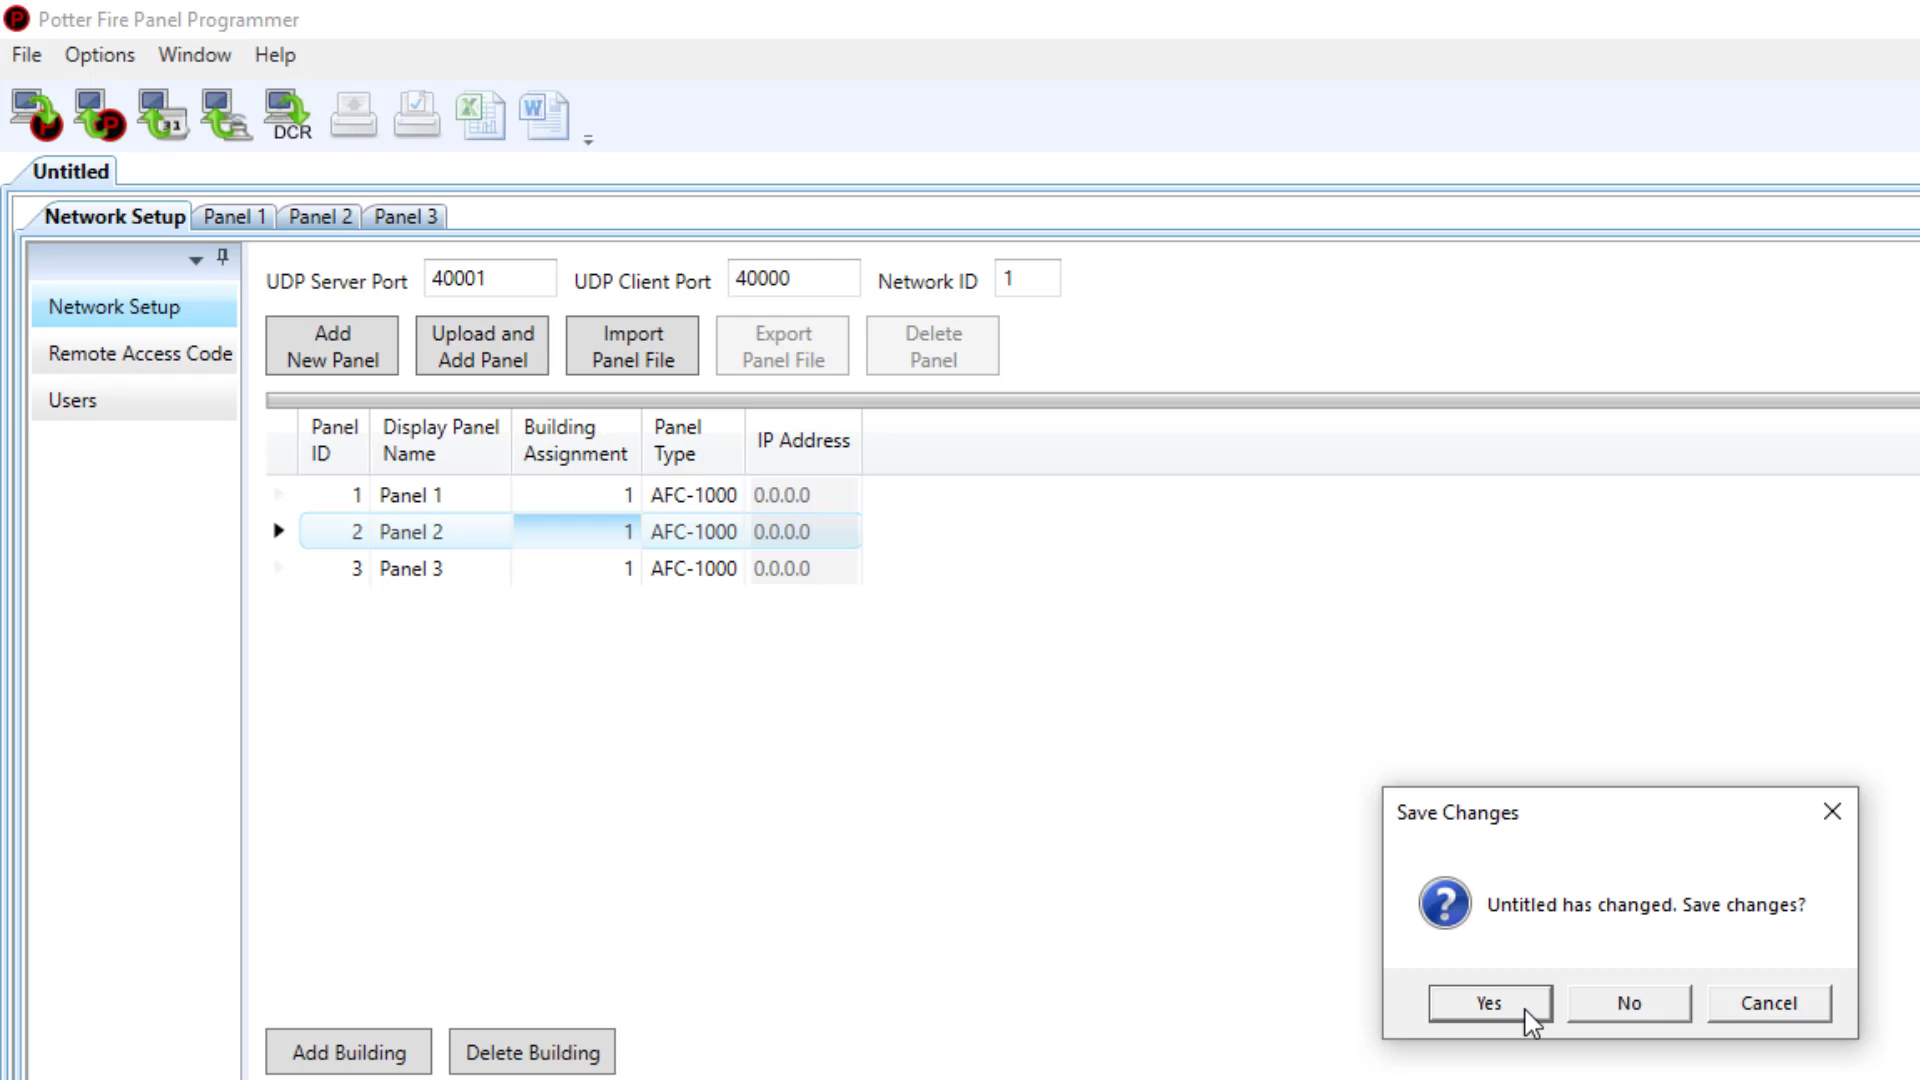 Potter Fire Panel Programmer
File Options Window Help
P P 31 DCR X W
Untitled
Network Setup Panel 1 Panel 2 Panel 3
UDP Server Port 40001 UDP Client Port 40000 Network ID 1
Network Setup
Remote Access Code
Users
Add New Panel
Upload and Add Panel
Import Panel File
Export Panel File
Delete Panel
Panel ID Display Panel Name Building Assignment Panel Type IP Address
1 Panel 1 1 AFC-1000 0.0.0.0
2 Panel 2 1 AFC-1000 0.0.0.0
3 Panel 3 1 AFC-1000 0.0.0.0
Save Changes
? Untitled has changed. Save changes?
Yes No Cancel
Add Building Delete Building